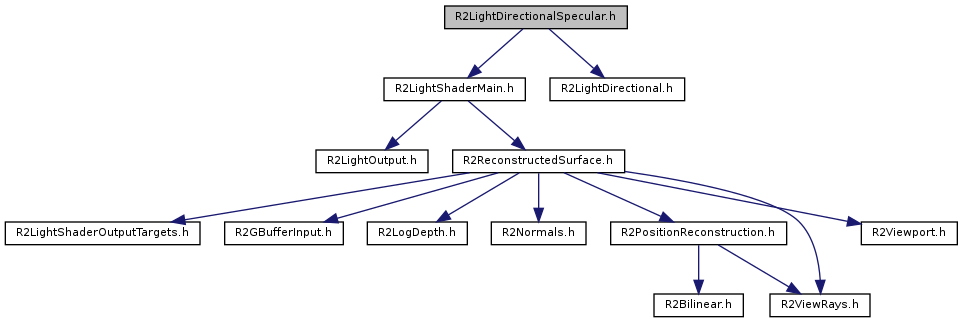 R2LightDirectionalSpecular.h
R2LightShaderMain.h
R2LightDirectional.h
R2LightOutput.h
R2ReconstructedSurface.h
R2LightShaderOutputTargets.h
R2GBufferInput.h
R2LogDepth.h
R2Normals.h
R2PositionReconstruction.h
R2Viewport.h
R2Bilinear.h
R2ViewRays.h